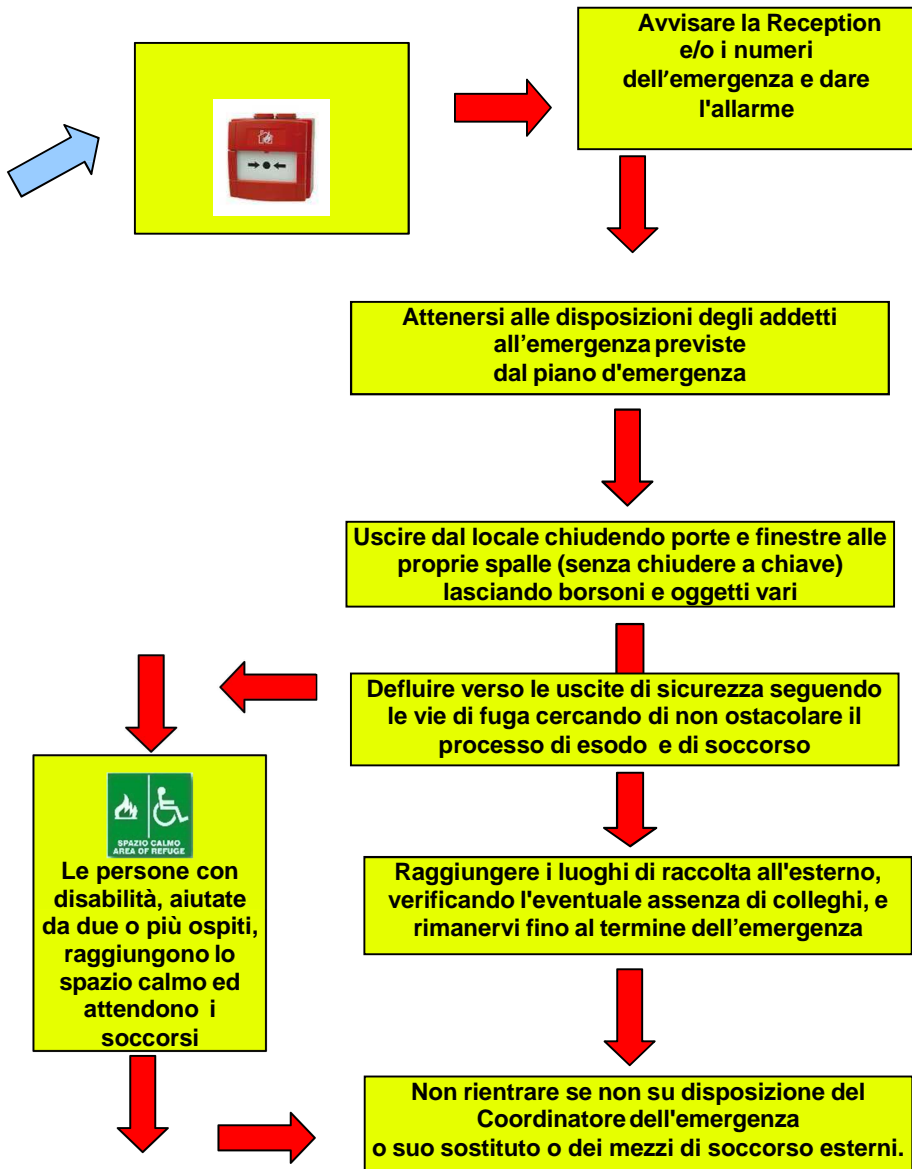 Avvisare la Reception
e/o i numeri
dell'emergenza e dare
l'allarme
Attenersi alle disposizioni degli addetti
all'emergenza previste
dal piano d'emergenza
Uscire dal locale chiudendo porte e finestre alle
proprie spalle (senza chiudere a chiave)
lasciando borsoni e oggetti vari
Defluire verso le uscite di sicurezza seguendo
le vie di fuga cercando di non ostacolare il
processo di esodo e di soccorso
SPAZIO CALMO
AREA OF REFUGE
Le persone con
disabilità, aiutate
da due o più ospiti,
raggiungono lo
spazio calmo ed
attendono i
soccorsi
Raggiungere i luoghi di raccolta all'esterno,
verificando l'eventuale assenza di colleghi, e
rimanervi fino al termine dell'emergenza
Non rientrare se non su disposizione del
Coordinatore dell'emergenza
o suo sostituto o dei mezzi di soccorso esterni.